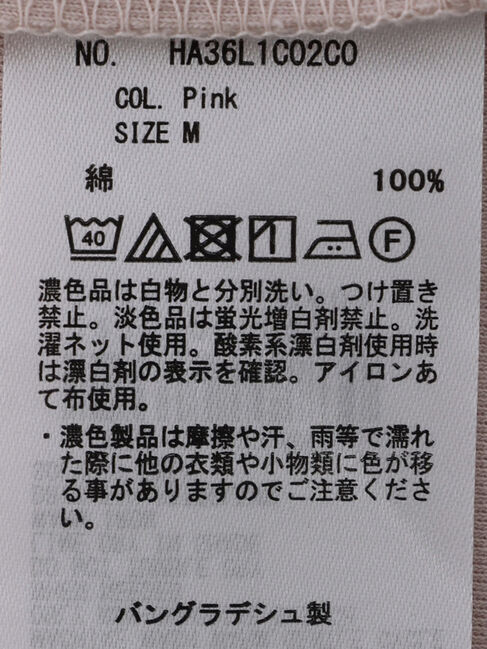 NO. HA36L1C02CO
COL. Pink
SIZE M
綿 100%
40 F
濃色品は白物と分別洗い。つけ置き
禁止。淡色品は蛍光増白剤禁止。洗
濯ネット使用。酸素系漂白剤使用時
は漂白剤の表示を確認。アイロンあ
て布使用。
・濃色製品は摩擦や汗、雨等で濡れ
た際に他の衣類や小物類に色が移
る事がありますのでご注意くださ
い。
バングラデシュ製